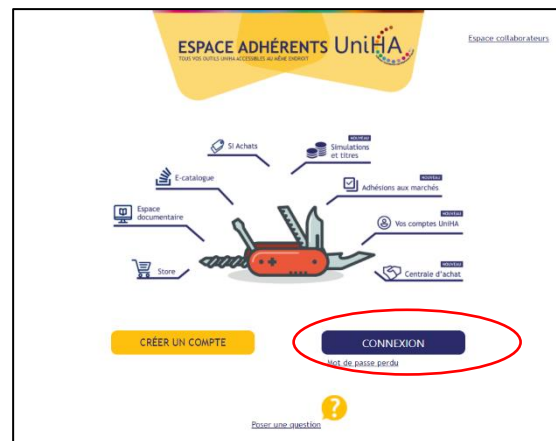 ESPACE ADHÉRENTS UniHA
TOUS VOS OUTILS UNIHA ACCESSIBLES AU MÊME ENDROIT
Espace collaborateurs
SI Achats
NOUVEAU
Simulations
et titres
E-catalogue
NOUVEAU
Adhésions aux marchés
Espace
documentaire
NOUVEAU
Vos comptes UniHA
Store
NOUVEAU
Centrale d'achat
CRÉER UN COMPTE
CONNEXION
Mot de passe perdu
?
Poser une question